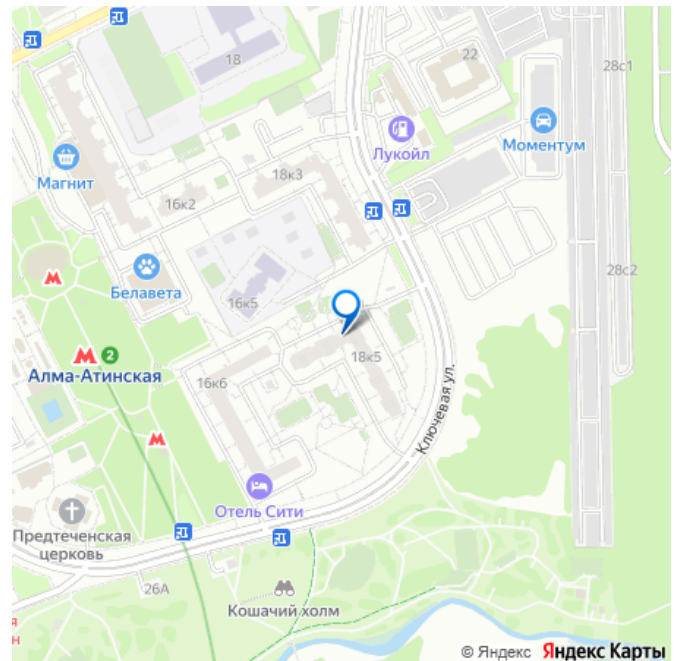 18
22
28с1
Лукойл
Моментум
Магнит
18к3
16к2
Белавета
28с2
16к5
2
Алма-Атинская
16к6
18к5
Ключевая ул.
Отель Сити
Предтеченская
церковь
26А
Кошачий холм
я
н
© Яндекс Яндекс Карты